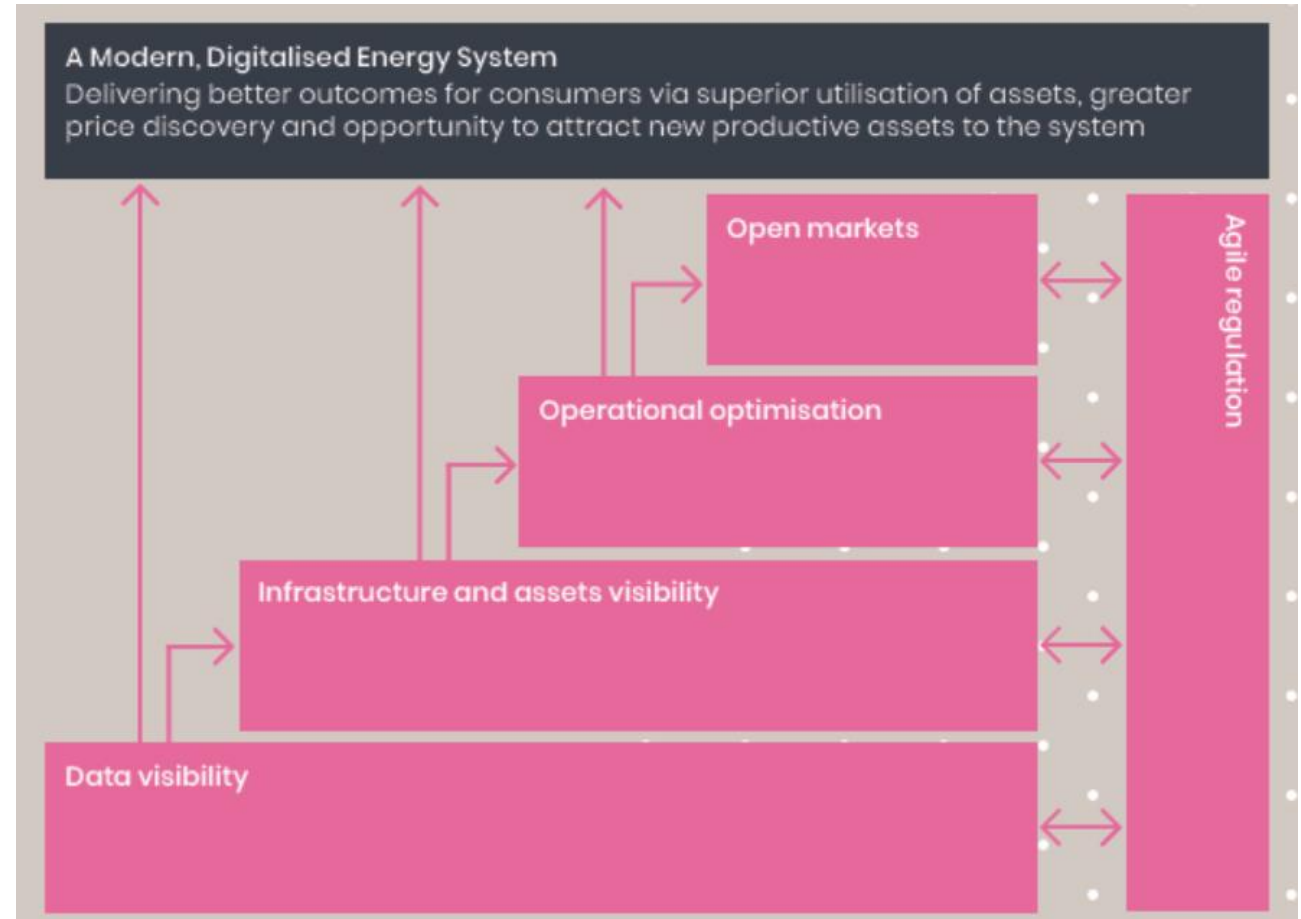 A Modern, Digitalised Energy System
Delivering better outcomes for consumers via superior utilisation of assets, greater
price discovery and opportunity to attract new productive assets to the system
Open markets
Agile regulation
Operational optimisation
Infrastructure and assets visibility
Data visibility